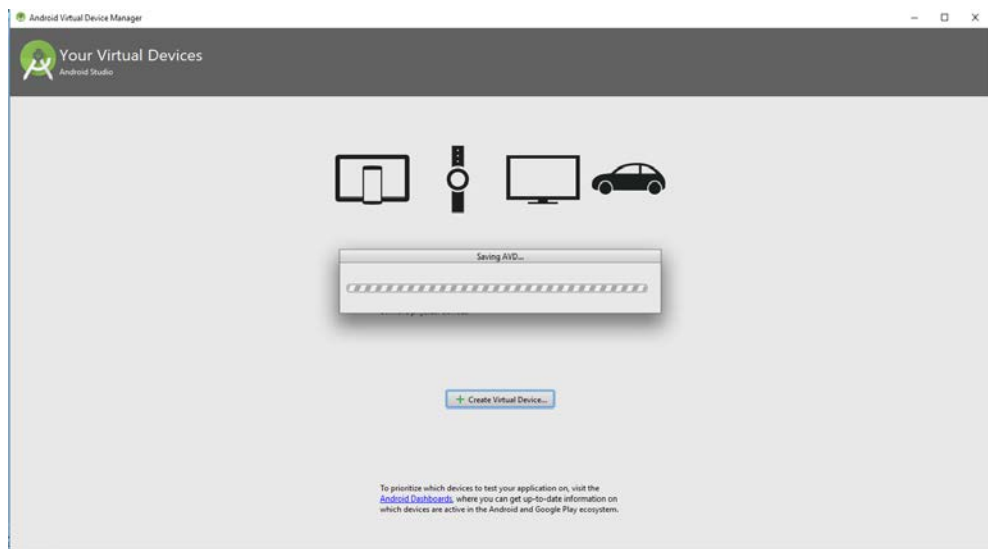 Android Virtual Device Manager
Your Virtual Devices
Android Studio
Saving AVD...
+ Create Virtual Device...
To prioritize which devices to test your application on, visit the
Android Dashboards, where you can get up-to-date information on
which devices are active in the Android and Google Play ecosystem.